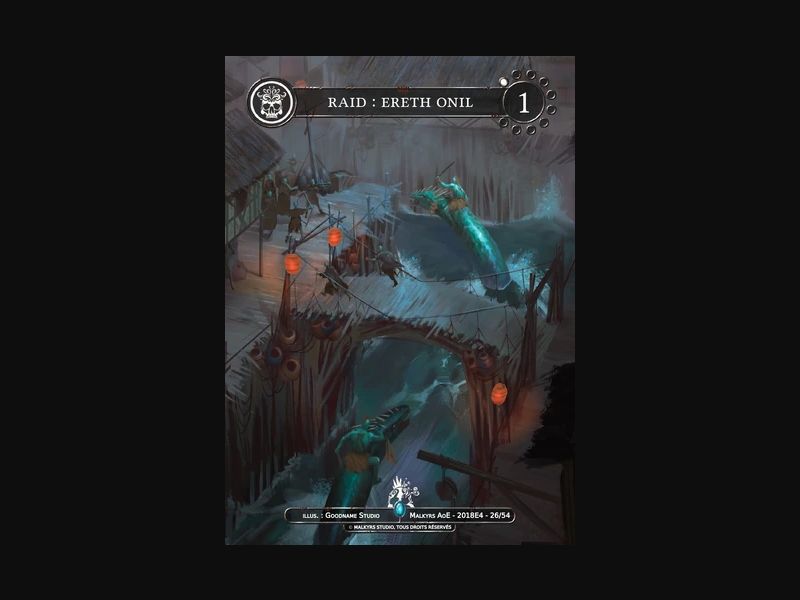 RAID : ERETH ONIL
1
ILLUS. : GOODNAME STUDIO
MALKYRS AOE - 2018E4 - 26/54
© MALKYRS STUDIO, TOUS DROITS RÉSERVÉS